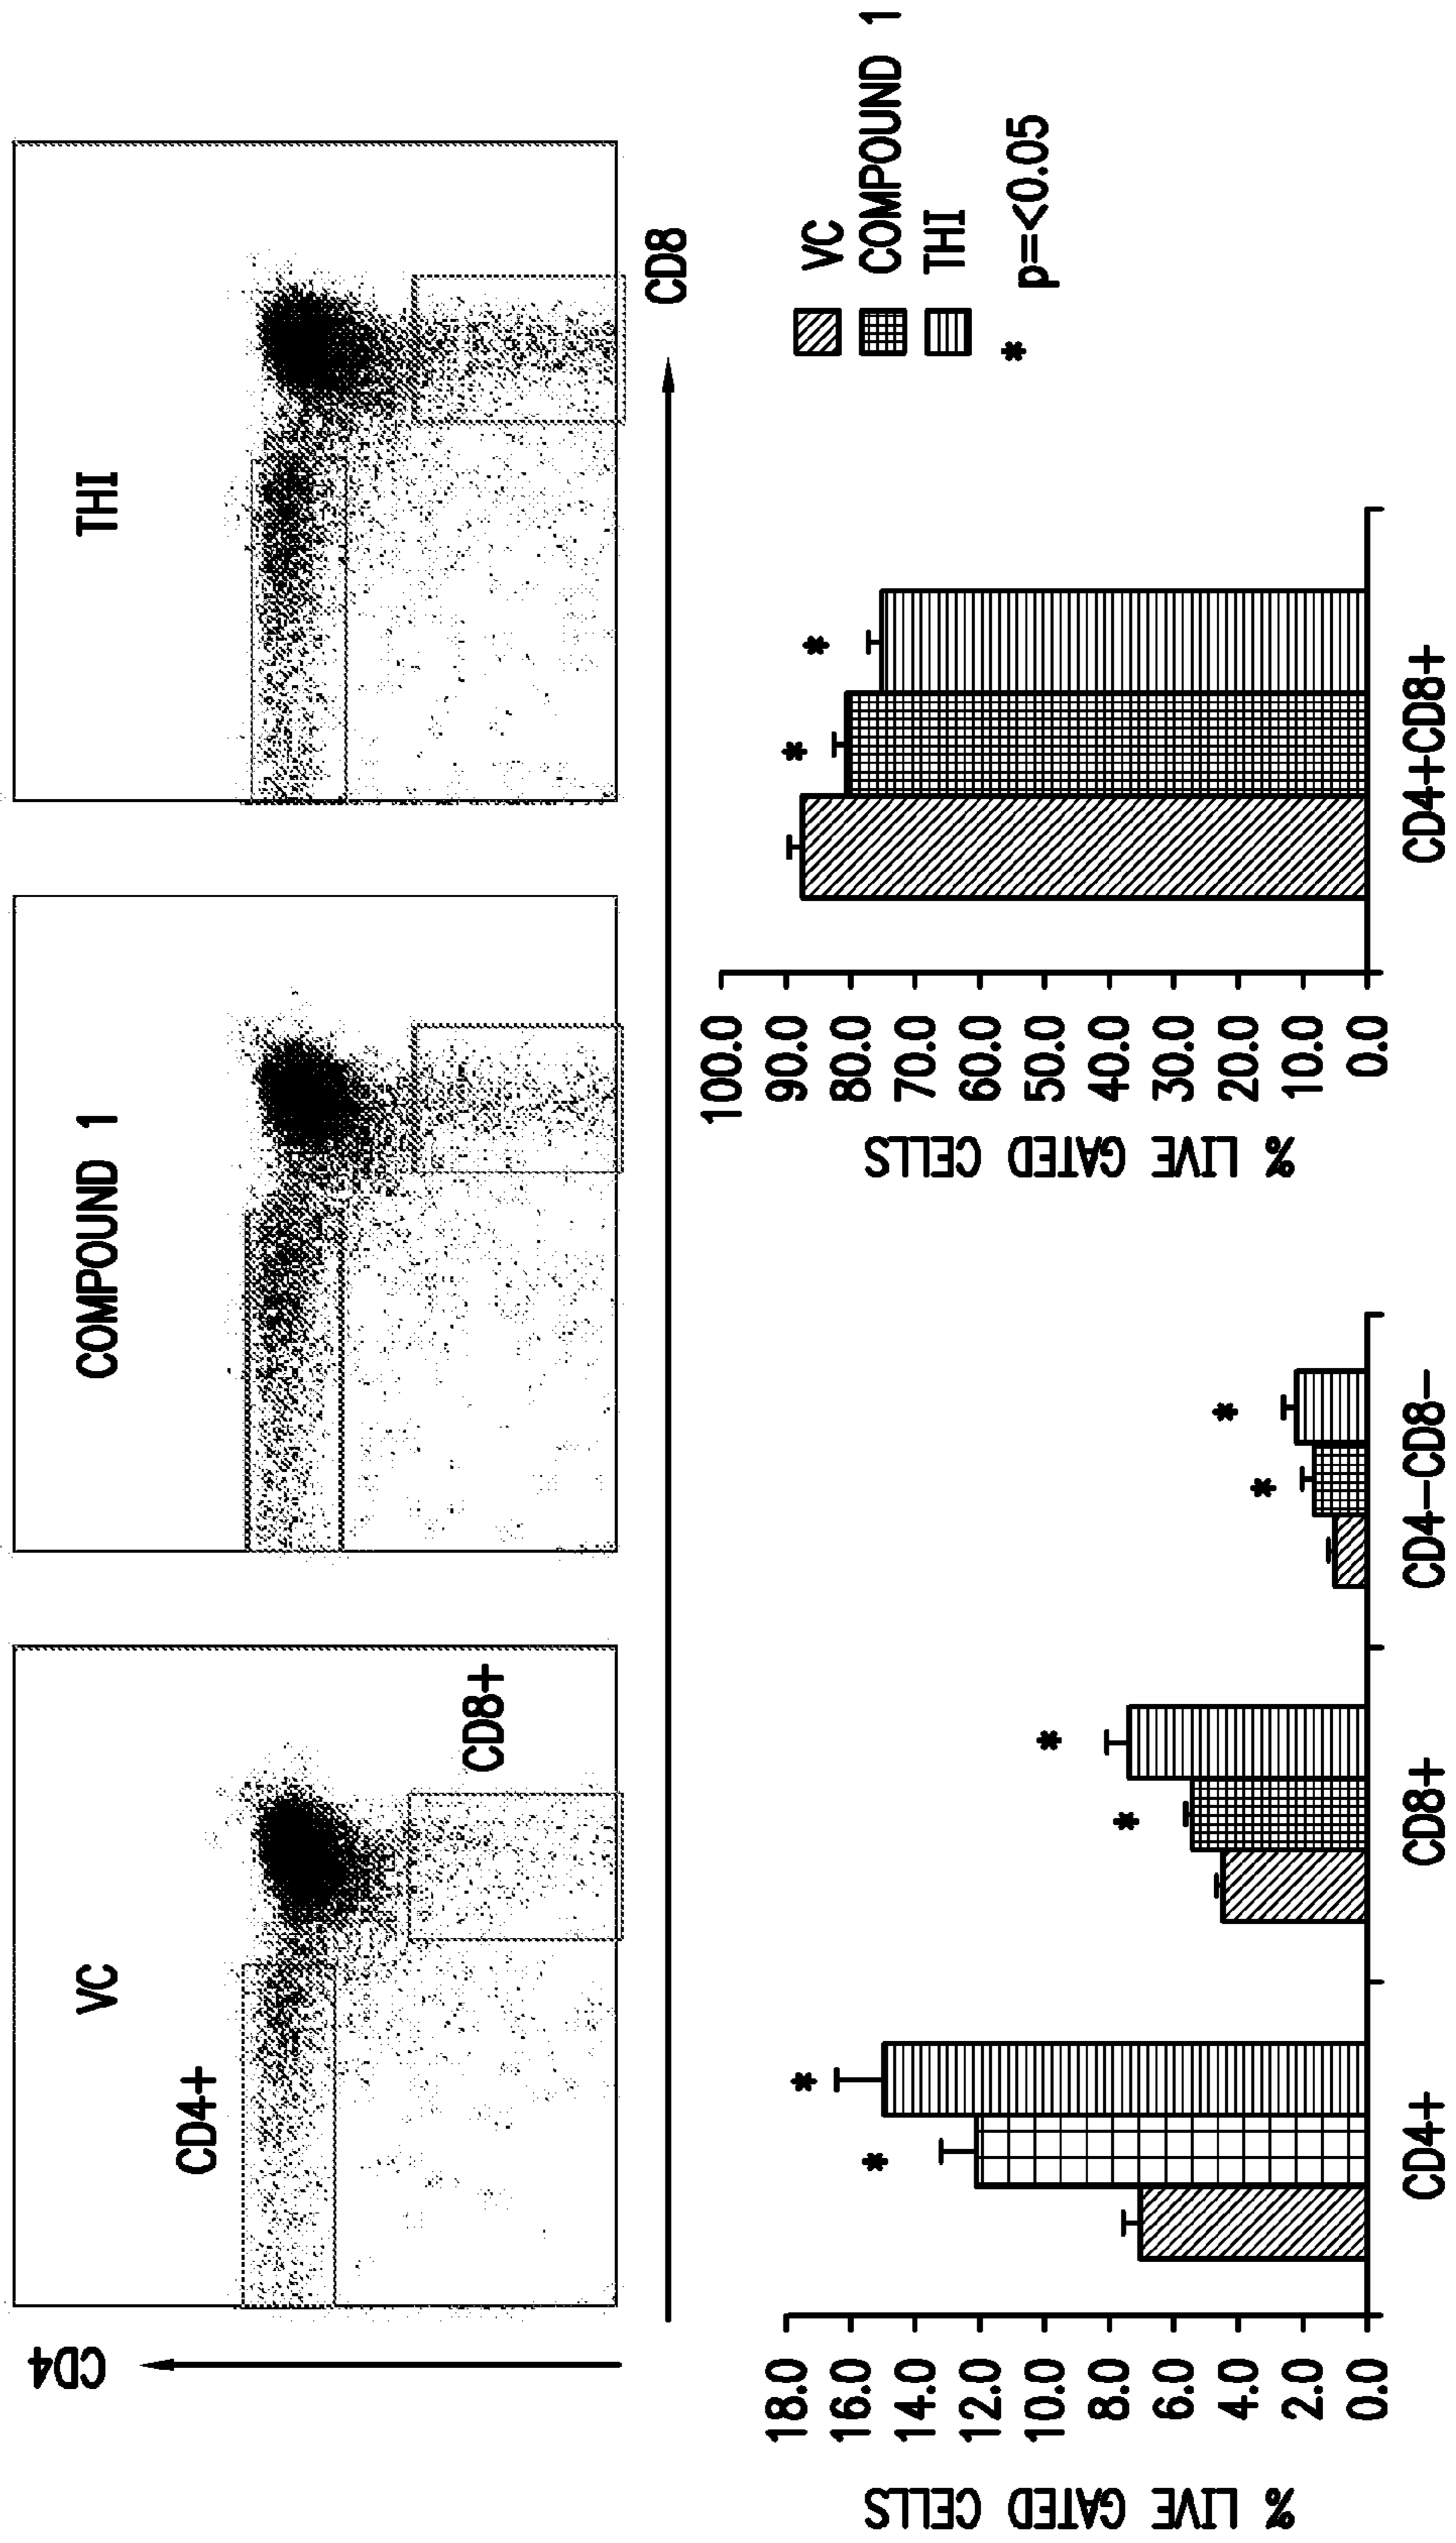 VC
COMPOUND 1
THI
CD4
CD4+
CD8+
CD8
% LIVE GATED CELLS
18.0
16.0
14.0
12.0
10.0
8.0
6.0
4.0
2.0
0.0
CD4+
CD8+
CD4-CD8-
% LIVE GATED CELLS
100.0
90.0
80.0
70.0
60.0
50.0
40.0
30.0
20.0
10.0
0.0
CD4+CD8+
VC
COMPOUND 1
THI
* p=<0.05
*
*
*
*
*
*
*
*